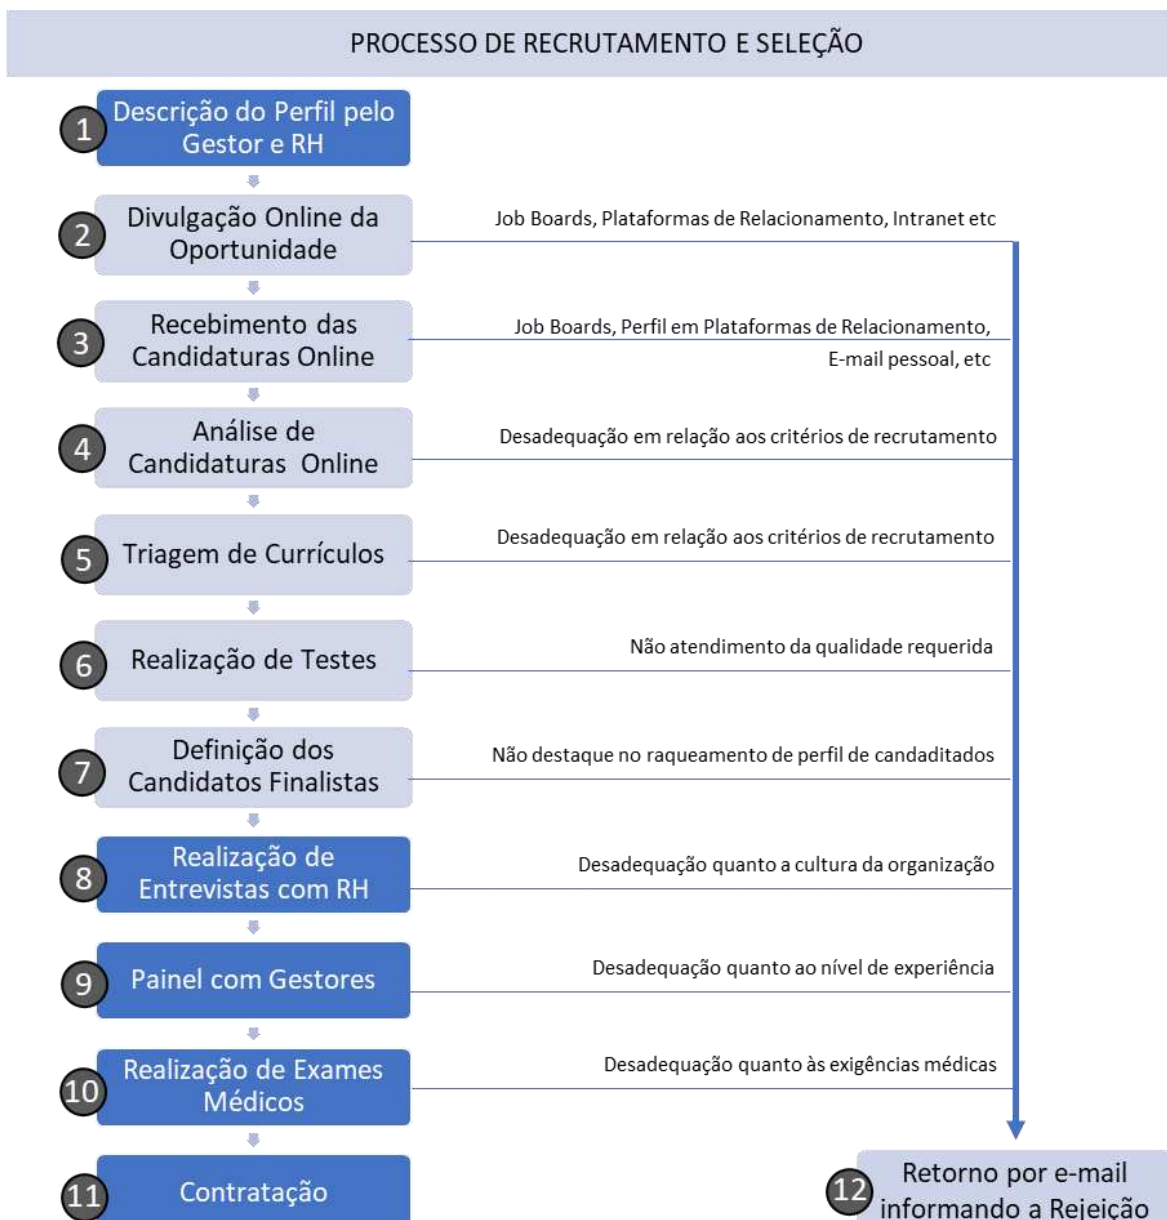 PROCESSO DE RECRUTAMENTO E SELEÇÃO
1
Descrição do Perfil pelo
Gestor e RH
2
Divulgação Online da
Oportunidade
Job Boards, Plataformas de Relacionamento, Intranet etc
3
Recebimento das
Candidaturas Online
Job Boards, Perfil em Plataformas de Relacionamento,
E-mail pessoal, etc
4
Análise de
Candidaturas Online
Desadequação em relação aos critérios de recrutamento
5
Triagem de Currículos
Desadequação em relação aos critérios de recrutamento
6
Realização de Testes
Não atendimento da qualidade requerida
7
Definição dos
Candidatos Finalistas
Não destaque no raqueamento de perfil de candaditados
8
Realização de
Entrevistas com RH
Desadequação quanto a cultura da organização
9
Painel com Gestores
Desadequação quanto ao nível de experiência
10
Realização de Exames
Médicos
Desadequação quanto às exigências médicas
11
Contratação
12
Retorno por e-mail
informando a Rejeição